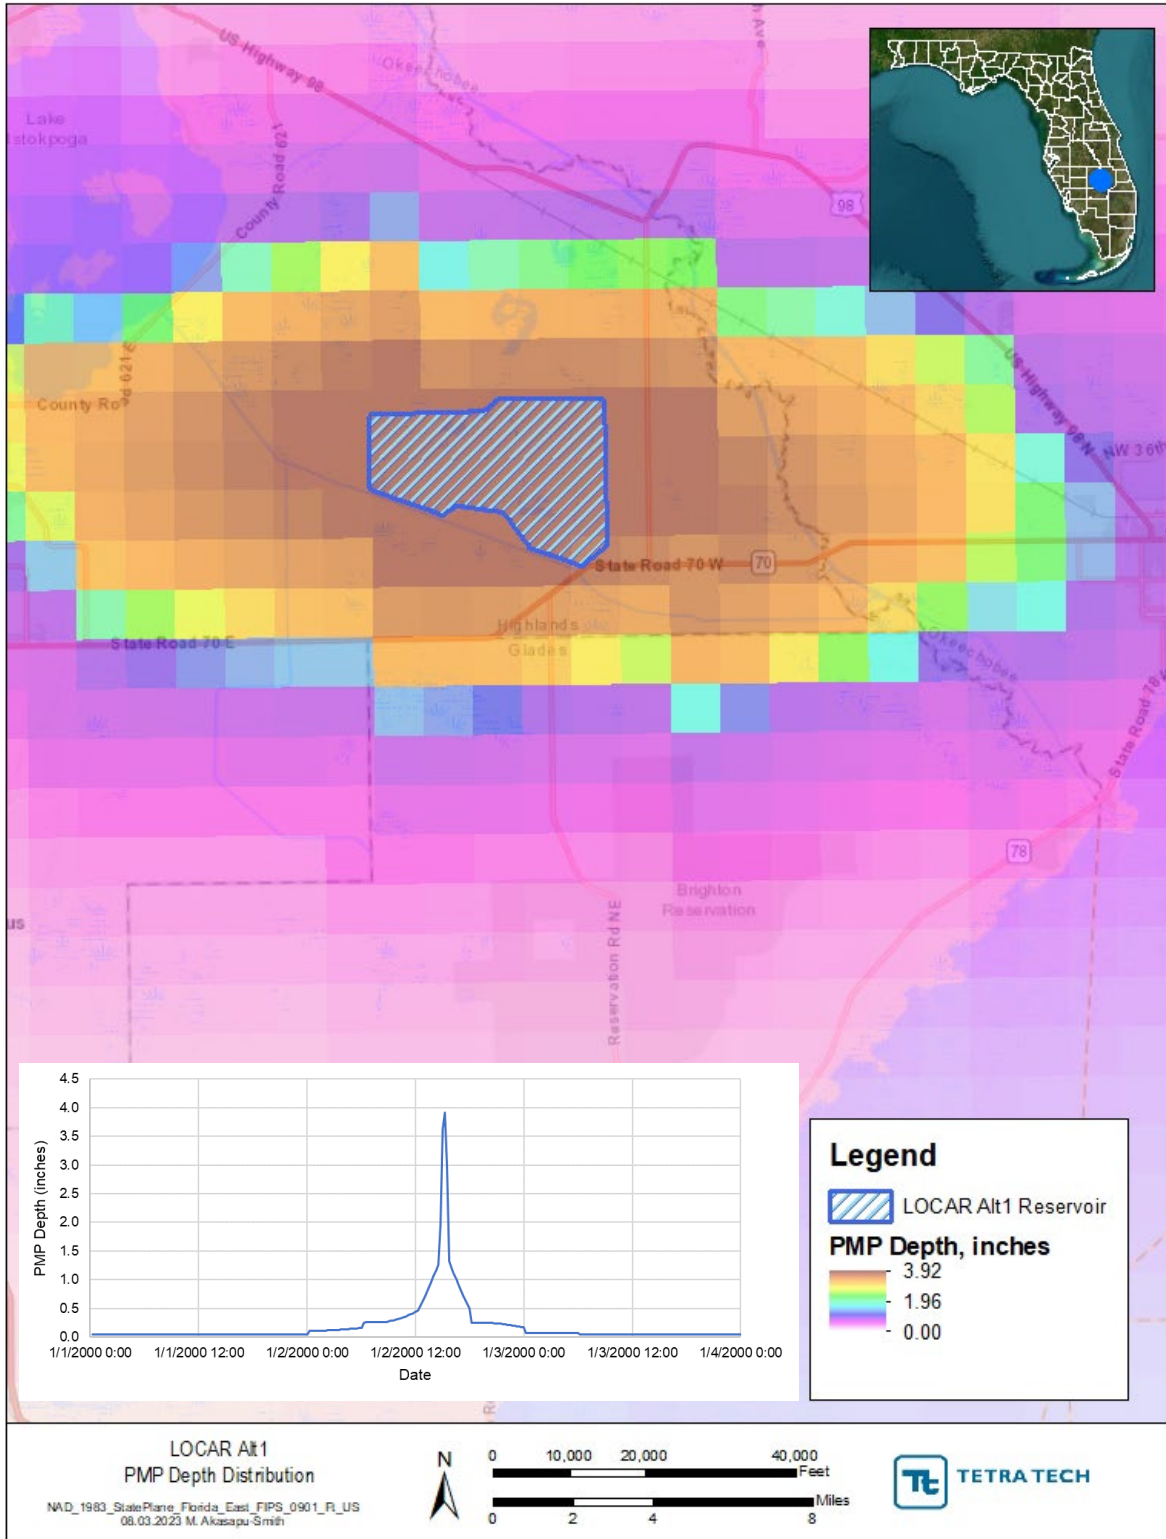 US Highway 98
Okeechobee
Lake
County Road 621
98
County Ro
US Highway 98 N
NW 36th
State Road 70 W
70
Highlands
Glades
State Road 70 E
Okeechobee
State Road 78
78
Brighton
Reservation
Reservation Rd NE
us
4.5
4.0
3.5
3.0
2.5
2.0
1.5
1.0
0.5
0.0
PMP Depth (inches)
1/1/2000 0:00 1/1/2000 12:00 1/2/2000 0:00 1/2/2000 12:00 1/3/2000 0:00 1/3/2000 12:00 1/4/2000 0:00
Date
Legend
LOCAR Alt1 Reservoir
PMP Depth, inches
3.92
1.96
0.00
LOCAR Alt1
PMP Depth Distribution
NAD_1983_StatePlane_Florida_East_FIPS_0901_Ft_US
08.03.2023 M. Akasapu-Smith
N
0 10,000 20,000 40,000
Feet
Miles
0 2 4 8
Tt TETRA TECH